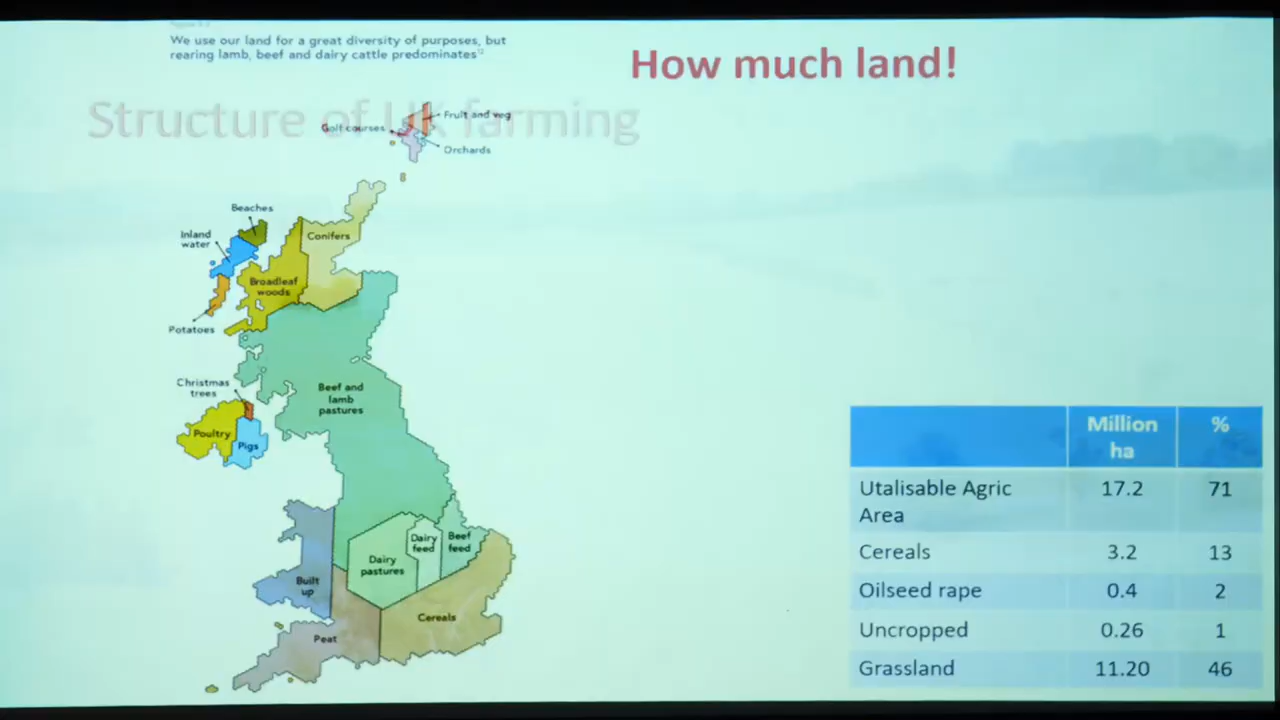 We use our land for a great diversity of purposes, but
rearing lamb, beef and dairy cattle predominates
How much land!
Structure of UK farming
Fruit and veg
Golf courses
Orchards
Beaches
Inland
water
Conifers
Broadleaf
woods
Potatoes
Christmas
trees
Beef and
lamb
pastures
Poultry
Pigs
Dairy
feed
Beef
feed
Dairy
pastures
Built
up
Cereals
Peat
Million
ha
%
Utalisable Agric
Area
17.2
71
Cereals
3.2
13
Oilseed rape
0.4
2
Uncropped
0.26
1
Grassland
11.20
46